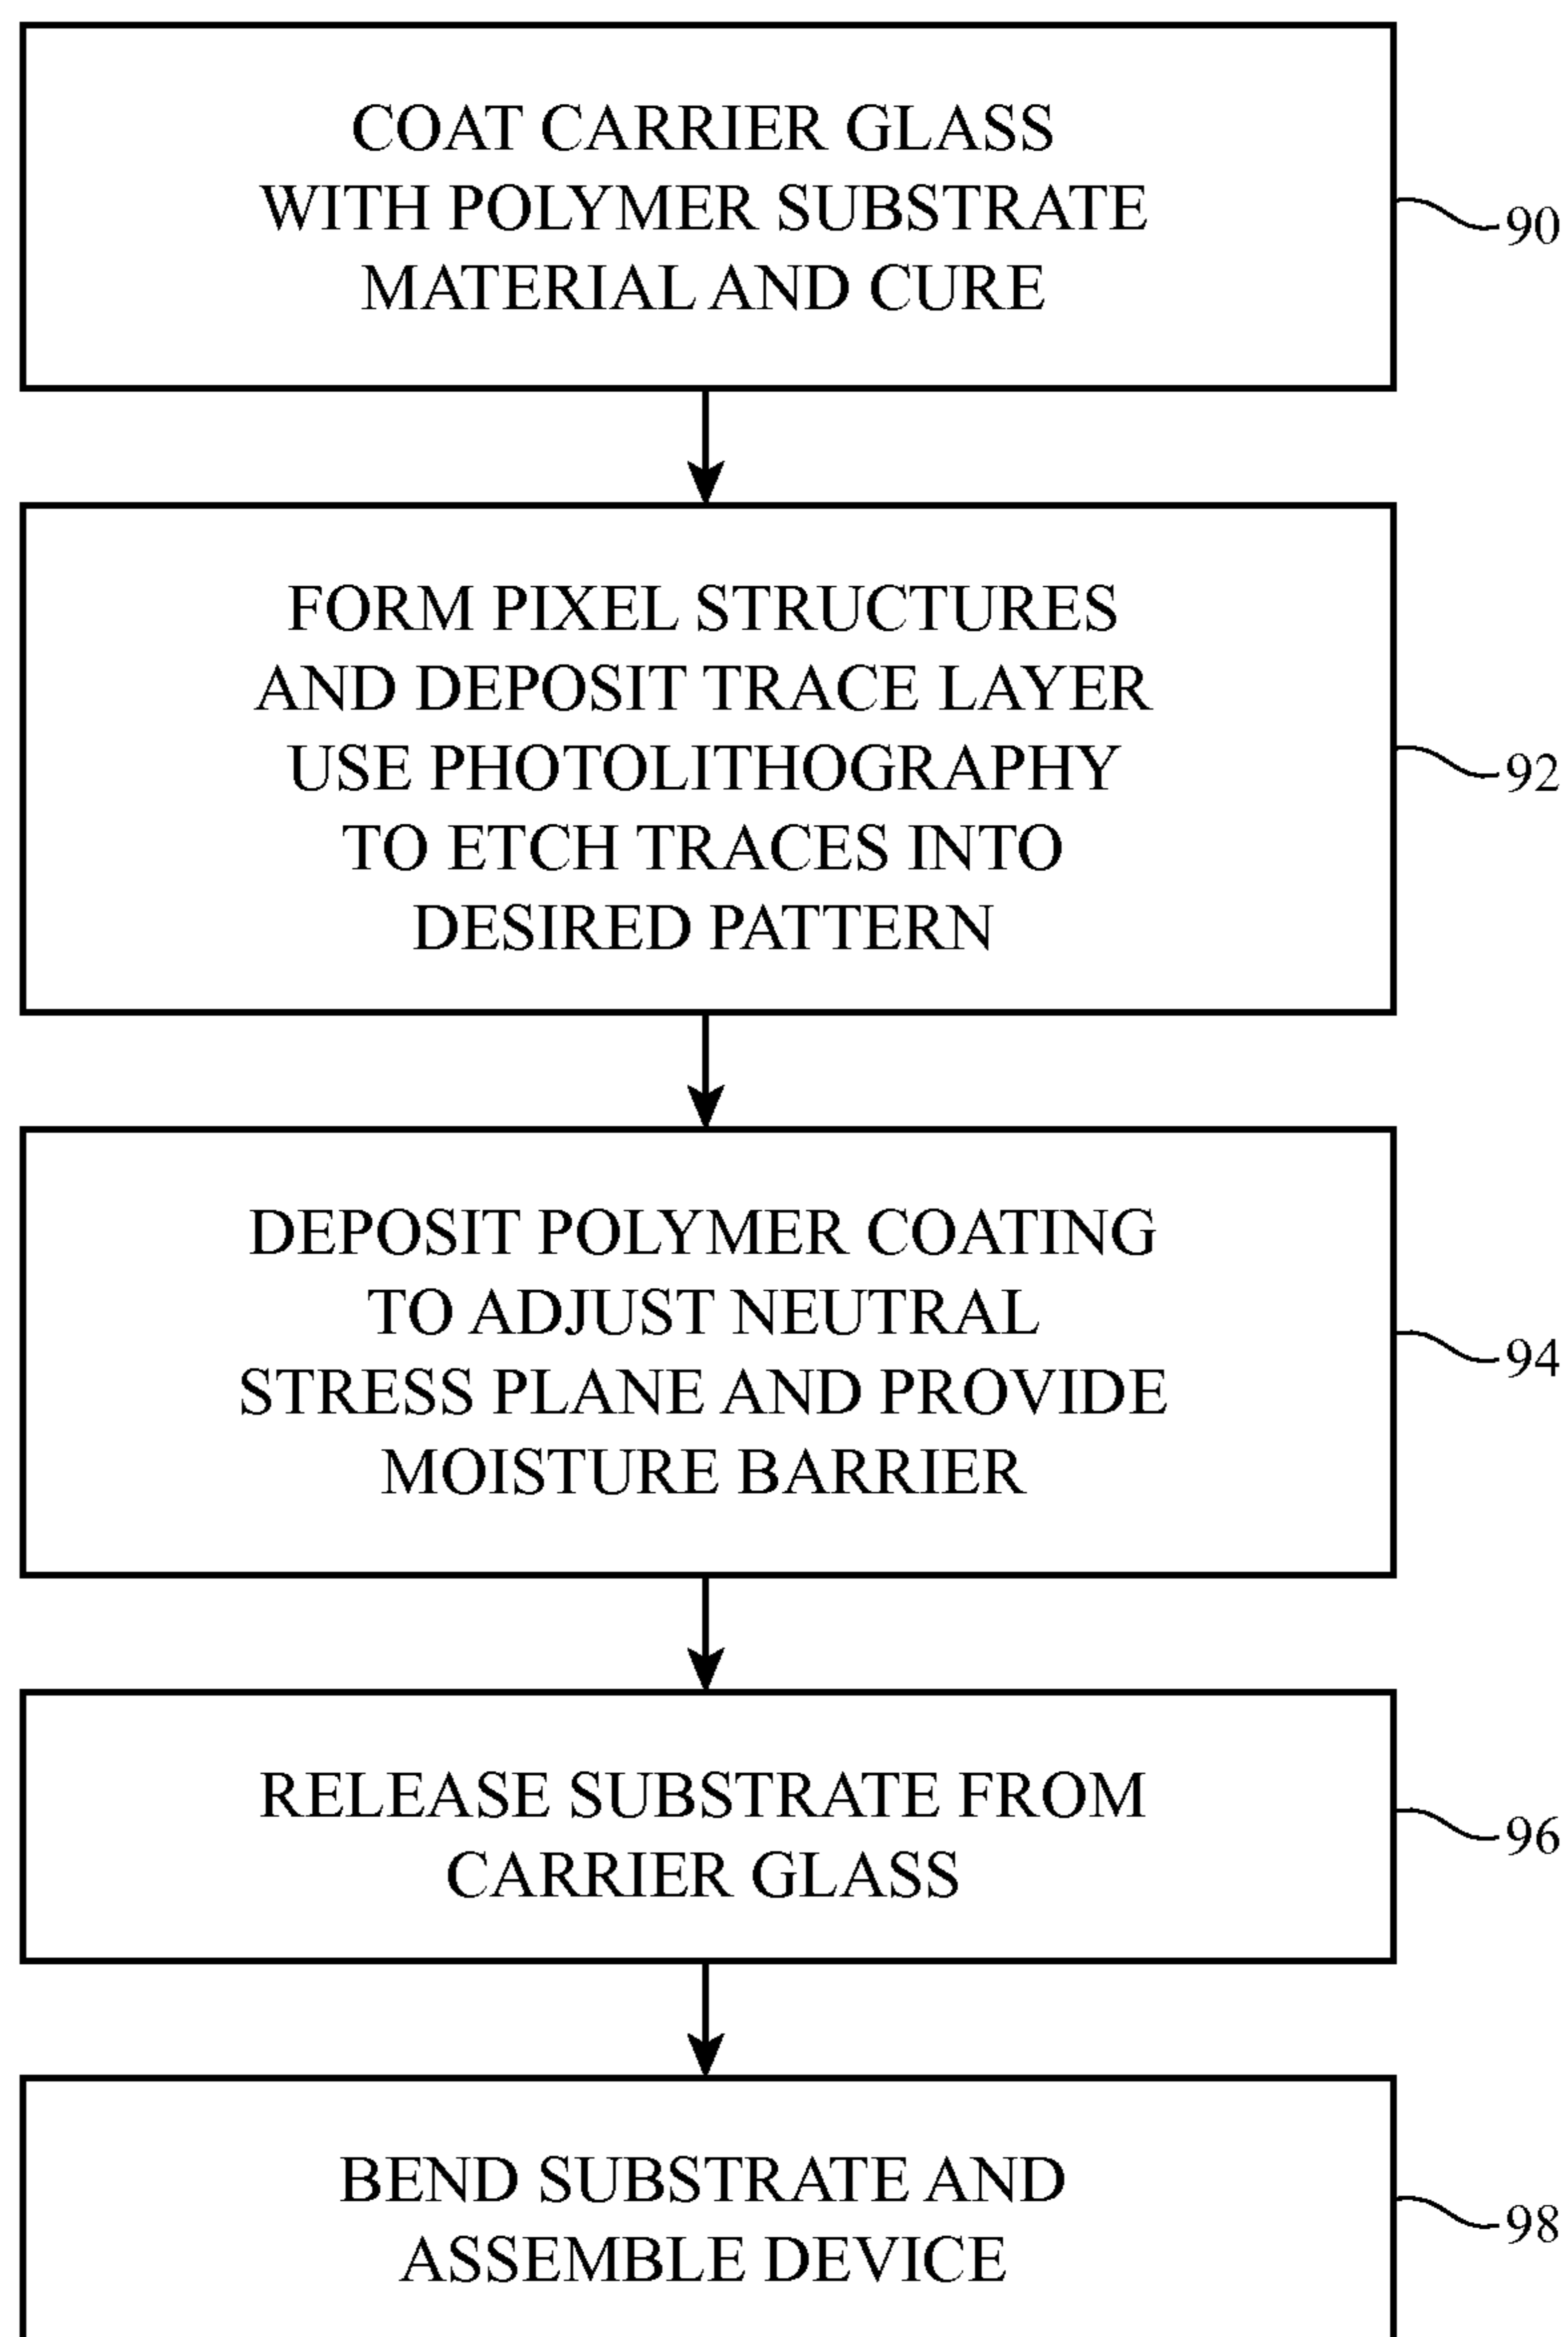 COAT CARRIER GLASS
WITH POLYMER SUBSTRATE
MATERIAL AND CURE
90
FORM PIXEL STRUCTURES
AND DEPOSIT TRACE LAYER
USE PHOTOLITHOGRAPHY
TO ETCH TRACES INTO
DESIRED PATTERN
92
DEPOSIT POLYMER COATING
TO ADJUST NEUTRAL
STRESS PLANE AND PROVIDE
MOISTURE BARRIER
94
RELEASE SUBSTRATE FROM
CARRIER GLASS
96
BEND SUBSTRATE AND
ASSEMBLE DEVICE
98